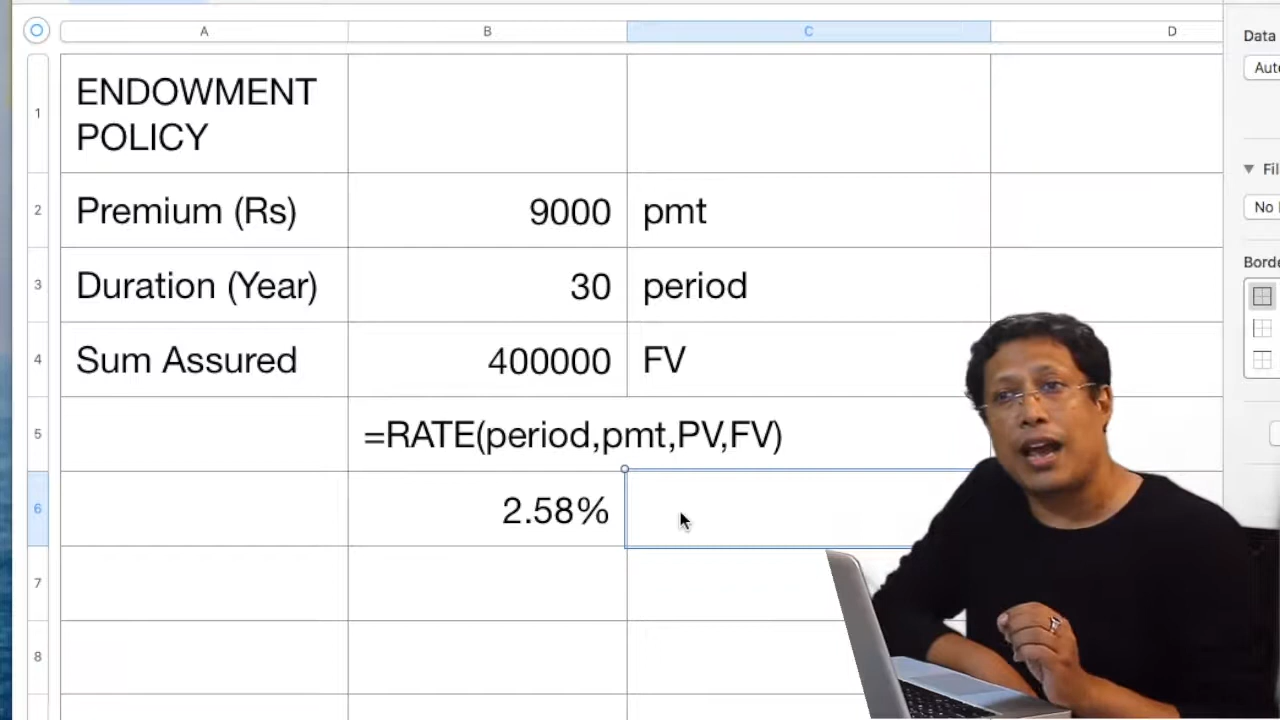 A B C D
Data
Auto
1 ENDOWMENT
POLICY
Fil
2 Premium (Rs) 9000 pmt
No
3 Duration (Year) 30 period
Borde
4 Sum Assured 400000 FV
5 =RATE(period,pmt,PV,FV)
6 2.58%
7
8